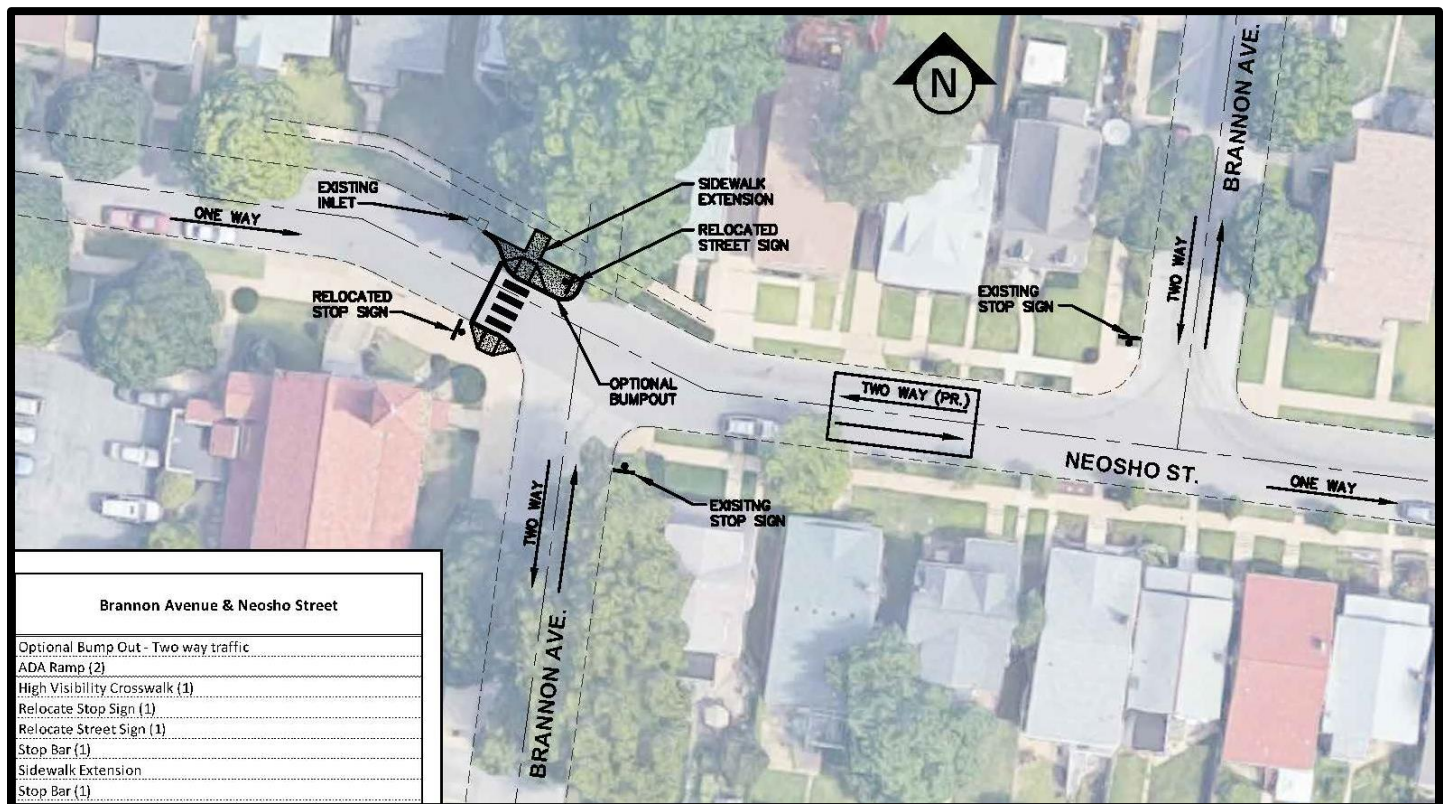 N
BRANNON AVE.
EXISTING
INLET
SIDEWALK
EXTENSION
ONE WAY
RELOCATED
STREET SIGN
TWO WAY
RELOCATED
STOP SIGN
EXISTING
STOP SIGN
OPTIONAL
BUMPOUT
TWO WAY (PR.)
NEOSHO ST.
ONE WAY
TWO WAY
EXISITNG
STOP SIGN
BRANNON AVE.
Brannon Avenue & Neosho Street
Optional Bump Out - Two way traffic
ADA Ramp (2)
High Visibility Crosswalk (1)
Relocate Stop Sign (1)
Relocate Street Sign (1)
Stop Bar (1)
Sidewalk Extension
Stop Bar (1)